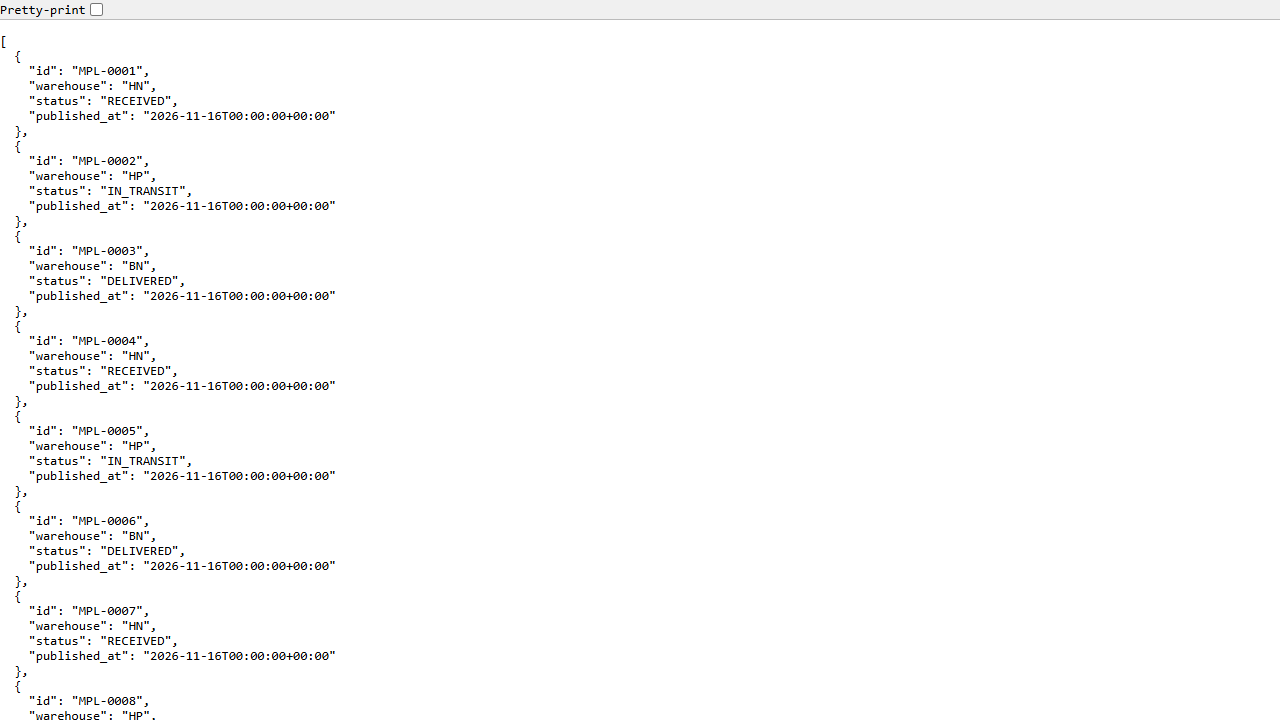 Pretty-print
[
  {
    "id": "MPL-0001",
    "warehouse": "HN",
    "status": "RECEIVED",
    "published_at": "2026-11-16T00:00:00+00:00"
  },
  {
    "id": "MPL-0002",
    "warehouse": "HP",
    "status": "IN_TRANSIT",
    "published_at": "2026-11-16T00:00:00+00:00"
  },
  {
    "id": "MPL-0003",
    "warehouse": "BN",
    "status": "DELIVERED",
    "published_at": "2026-11-16T00:00:00+00:00"
  },
  {
    "id": "MPL-0004",
    "warehouse": "HN",
    "status": "RECEIVED",
    "published_at": "2026-11-16T00:00:00+00:00"
  },
  {
    "id": "MPL-0005",
    "warehouse": "HP",
    "status": "IN_TRANSIT",
    "published_at": "2026-11-16T00:00:00+00:00"
  },
  {
    "id": "MPL-0006",
    "warehouse": "BN",
    "status": "DELIVERED",
    "published_at": "2026-11-16T00:00:00+00:00"
  },
  {
    "id": "MPL-0007",
    "warehouse": "HN",
    "status": "RECEIVED",
    "published_at": "2026-11-16T00:00:00+00:00"
  },
  {
    "id": "MPL-0008",
    "warehouse": "HP",